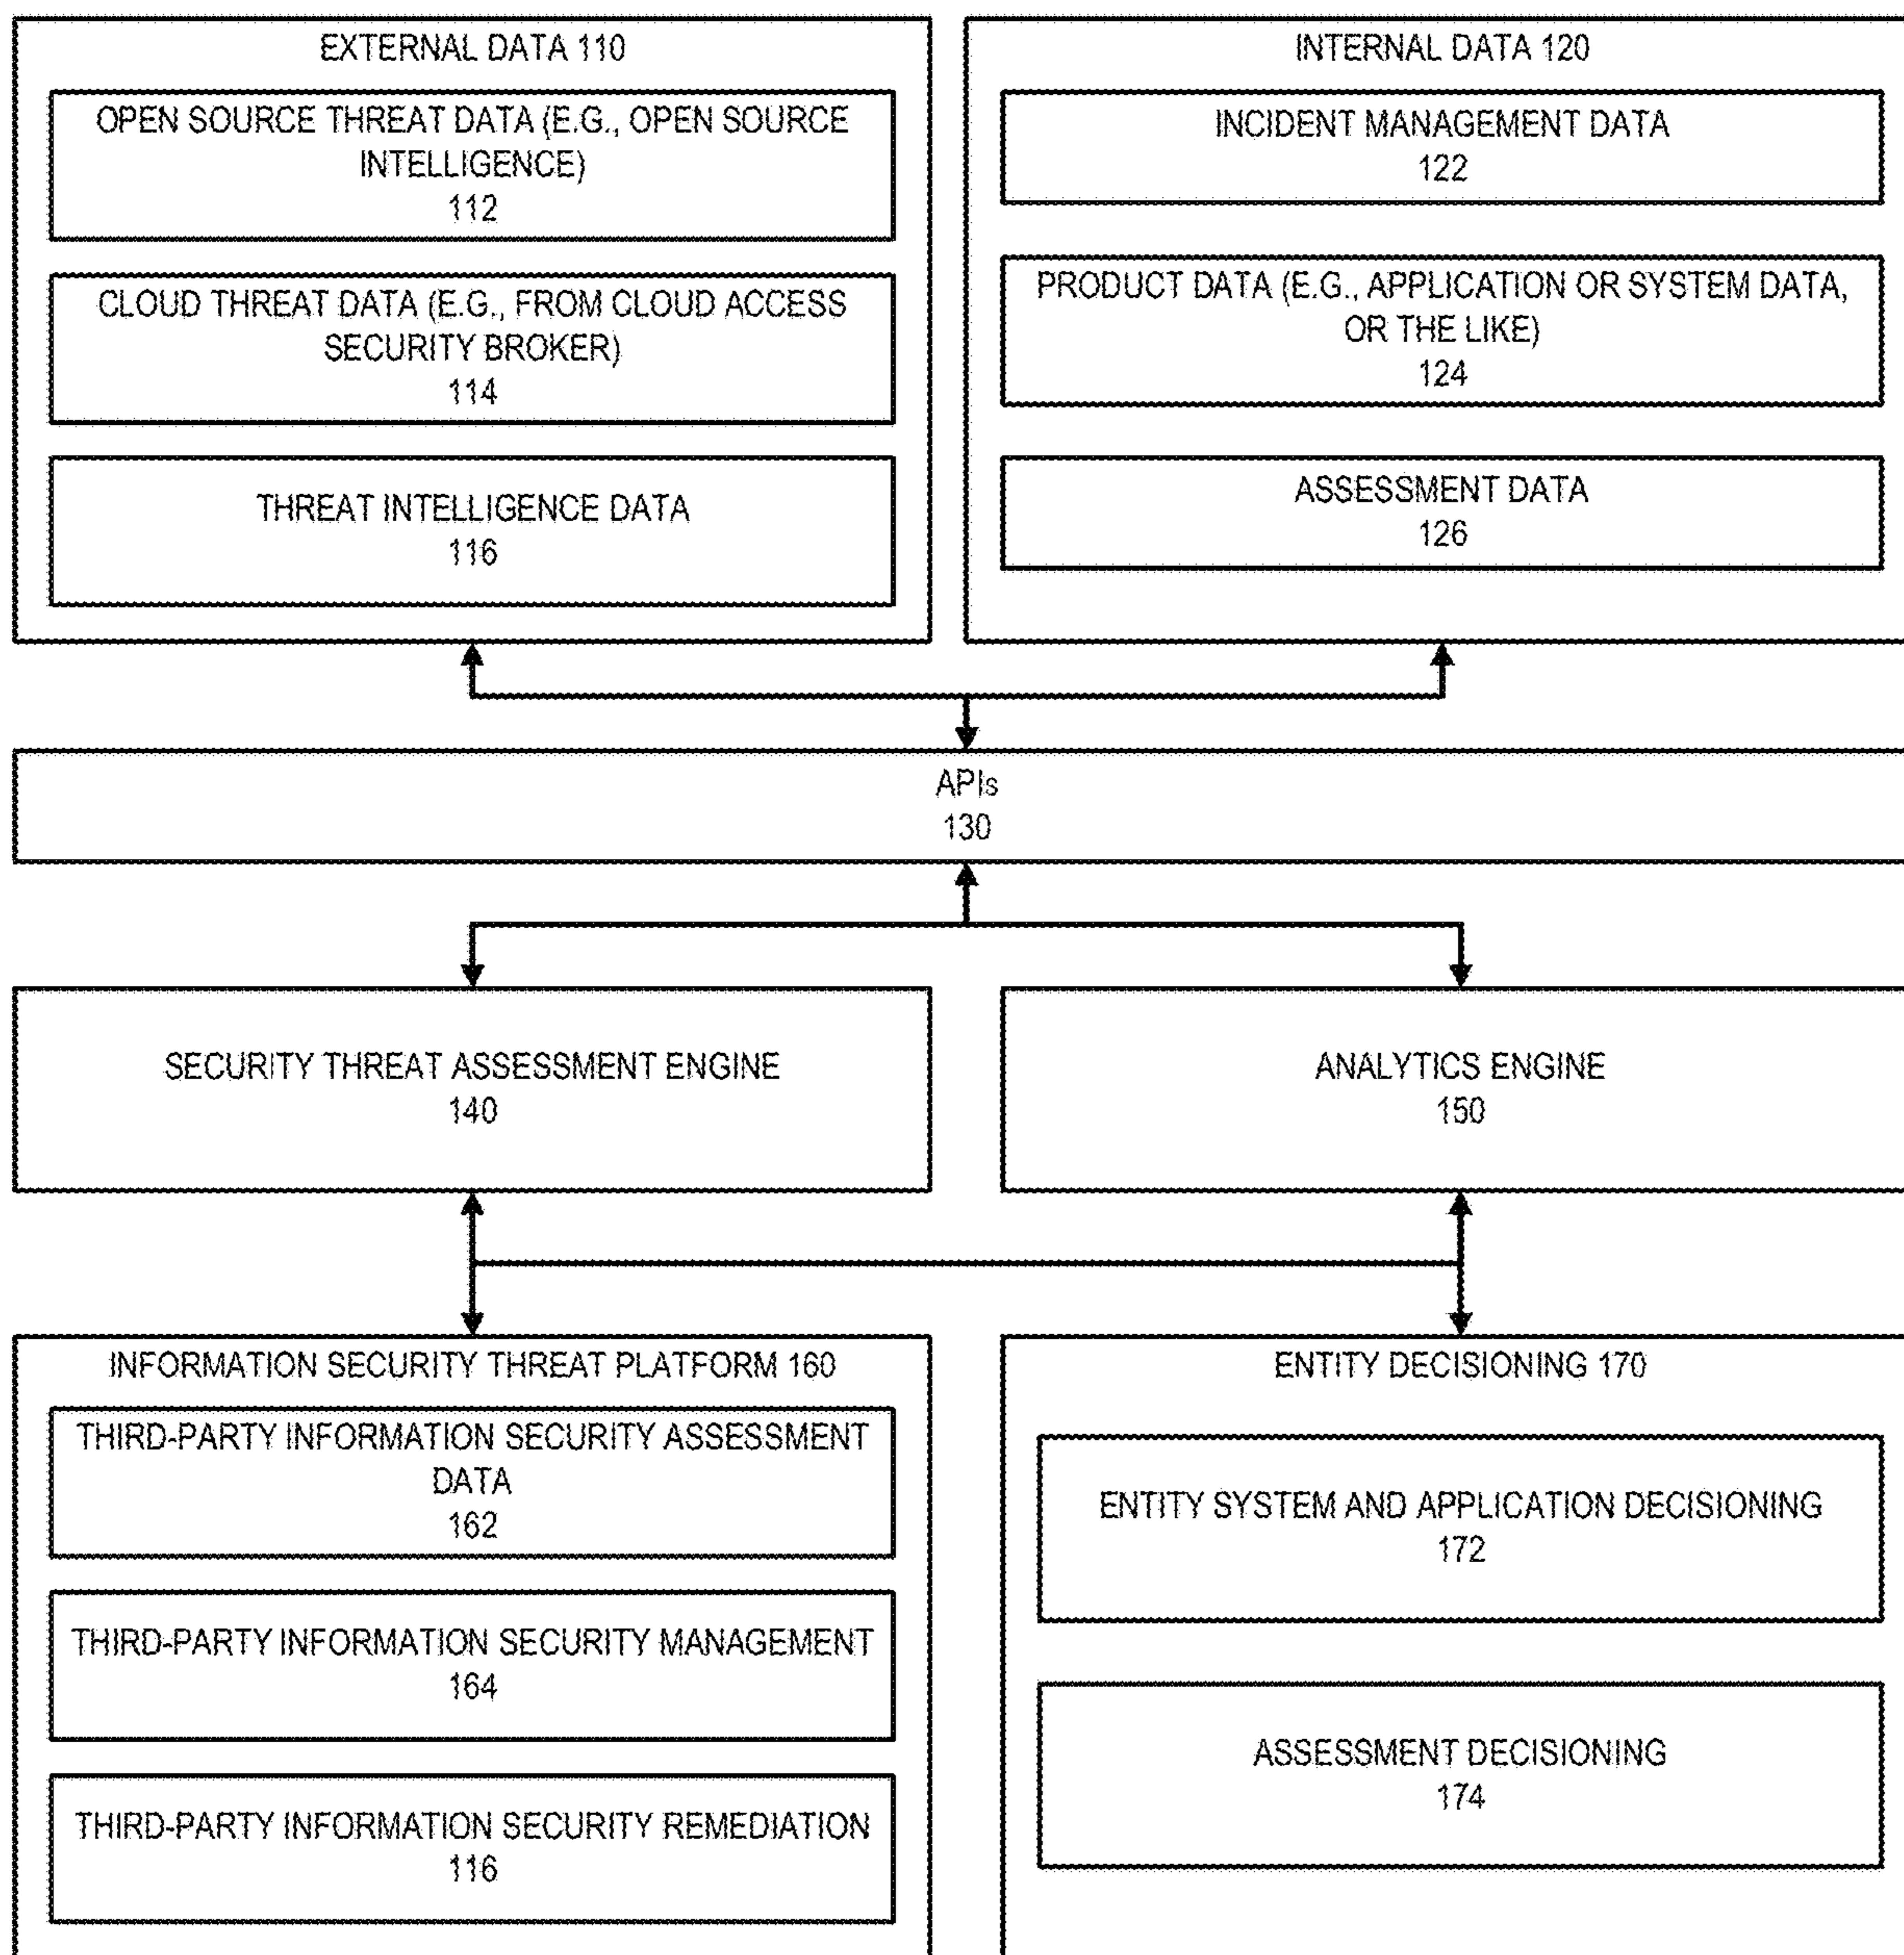 EXTERNAL DATA 110
OPEN SOURCE THREAT DATA (E.G., OPEN SOURCE
INTELLIGENCE)
112
CLOUD THREAT DATA (E.G., FROM CLOUD ACCESS
SECURITY BROKER)
114
THREAT INTELLIGENCE DATA
116
INTERNAL DATA 120
INCIDENT MANAGEMENT DATA
122
PRODUCT DATA (E.G., APPLICATION OR SYSTEM DATA,
OR THE LIKE)
124
ASSESSMENT DATA
126
APIs
130
SECURITY THREAT ASSESSMENT ENGINE
140
ANALYTICS ENGINE
150
INFORMATION SECURITY THREAT PLATFORM 160
THIRD-PARTY INFORMATION SECURITY ASSESSMENT
DATA
162
THIRD-PARTY INFORMATION SECURITY MANAGEMENT
164
THIRD-PARTY INFORMATION SECURITY REMEDIATION
116
ENTITY DECISIONING 170
ENTITY SYSTEM AND APPLICATION DECISIONING
172
ASSESSMENT DECISIONING
174